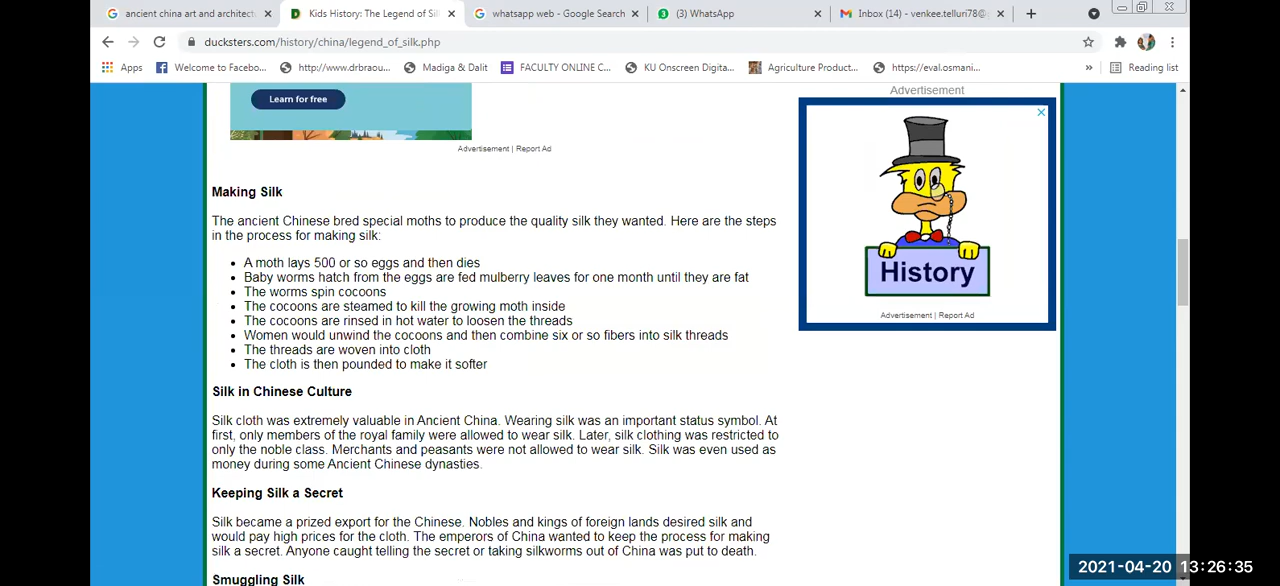 ancient china art and architect
Kids History: The Legend of Sil
whatsapp web - Google Search
(3) WhatsApp
Inbox (14) - venkee.telluri78@
ducksters.com/history/china/legend_of_silk.php
Apps
Welcome to Facebo...
http://www.drbraou...
Madiga & Dalit
FACULTY ONLINE C...
KU Onscreen Digita...
Agriculture Product...
https://eval.osmani...
»
Reading list
Learn for free
Advertisement | Report Ad
Advertisement
History
Advertisement | Report Ad
Making Silk
The ancient Chinese bred special moths to produce the quality silk they wanted. Here are the steps
in the process for making silk:
• A moth lays 500 or so eggs and then dies
• Baby worms hatch from the eggs are fed mulberry leaves for one month until they are fat
• The worms spin cocoons
• The cocoons are steamed to kill the growing moth inside
• The cocoons are rinsed in hot water to loosen the threads
• Women would unwind the cocoons and then combine six or so fibers into silk threads
• The threads are woven into cloth
• The cloth is then pounded to make it softer
Silk in Chinese Culture
Silk cloth was extremely valuable in Ancient China. Wearing silk was an important status symbol. At
first, only members of the royal family were allowed to wear silk. Later, silk clothing was restricted to
only the noble class. Merchants and peasants were not allowed to wear silk. Silk was even used as
money during some Ancient Chinese dynasties.
Keeping Silk a Secret
Silk became a prized export for the Chinese. Nobles and kings of foreign lands desired silk and
would pay high prices for the cloth. The emperors of China wanted to keep the process for making
silk a secret. Anyone caught telling the secret or taking silkworms out of China was put to death.
Smuggling Silk
2021-04-20 13:26:35